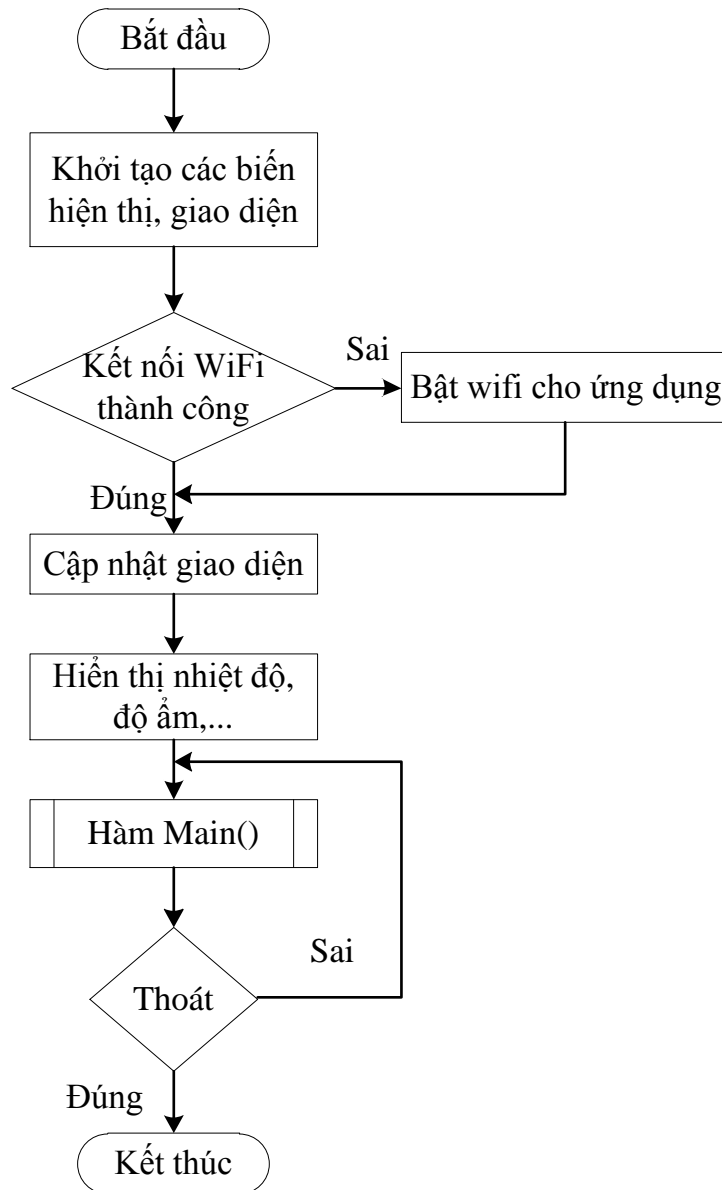 Bắt đầu
Khởi tạo các biến
hiện thị, giao diện
Kết nối WiFi
thành công
Sai
Bật wifi cho ứng dụng
Đúng
Cập nhật giao diện
Hiển thị nhiệt độ,
độ ẩm,...
Hàm Main()
Thoát
Sai
Đúng
Kết thúc